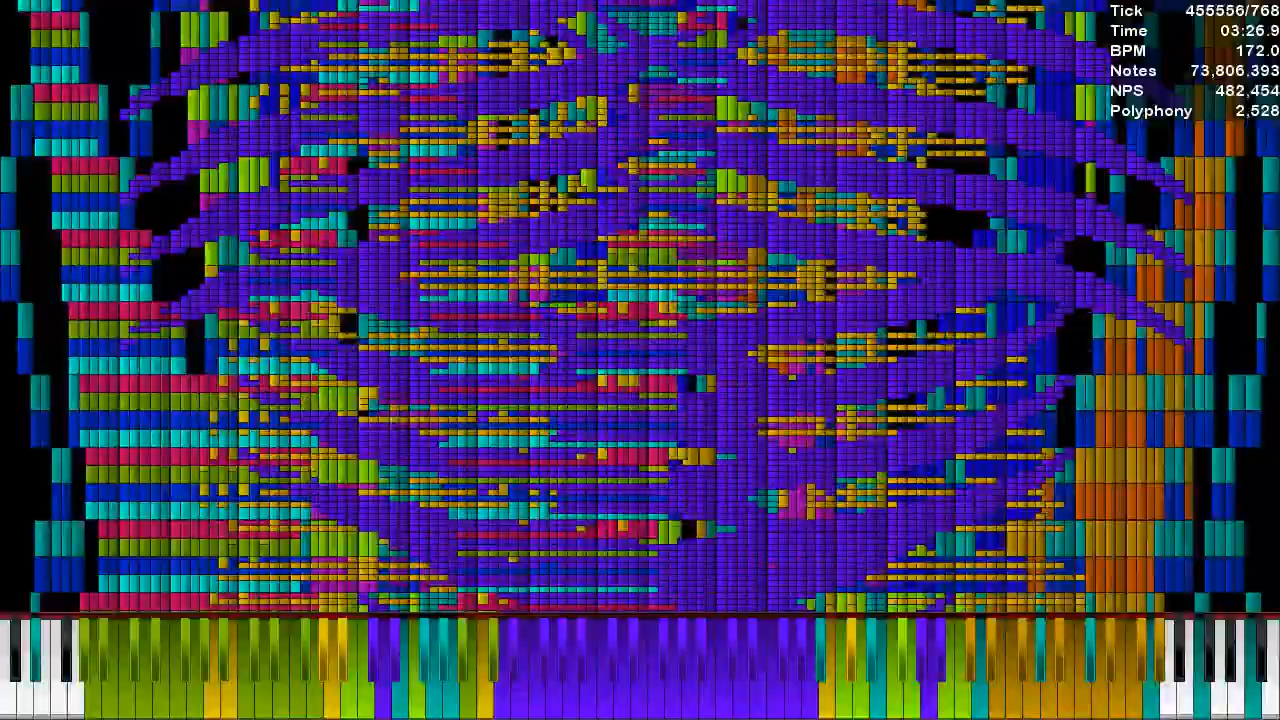 Tick 455556/768
Time 03:26.9
BPM 172.0
Notes 73,806,393
NPS 482,454
Polyphony 2,528